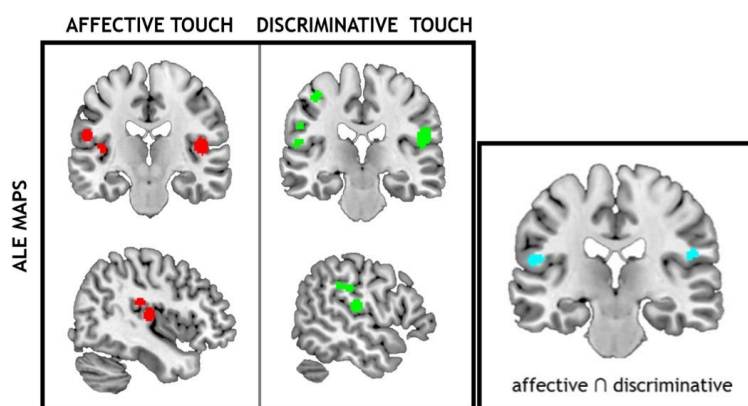 AFFECTIVE TOUCH
DISCRIMINATIVE TOUCH
ALE MAPS
affective ∩ discriminative